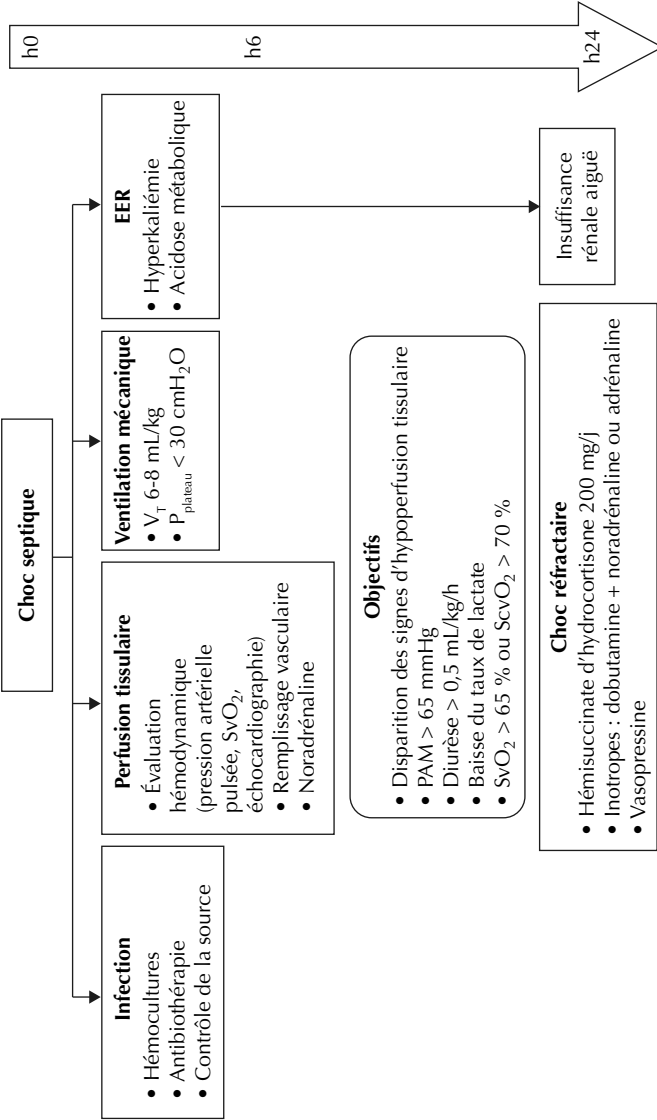 Choc septique
Infection
• Hémocultures
• Antibiothérapie
• Contrôle de la source
Perfusion tissulaire
• Évaluation
hémodynamique
(pression artérielle
pulsée, SvO₂,
échocardiographie)
• Remplissage vasculaire
• Noradrénaline
Ventilation mécanique
• V_T 6-8 mL/kg
• P_plateau < 30 cmH₂O
EER
• Hyperkaliémie
• Acidose métabolique
Objectifs
• Disparition des signes d'hypoperfusion tissulaire
• PAM > 65 mmHg
• Diurèse > 0,5 mL/kg/h
• Baisse du taux de lactate
• SvO₂ > 65 % ou ScvO₂ > 70 %
Choc réfractaire
• Hémisuccinate d'hydrocortisone 200 mg/j
• Inotropes : dobutamine + noradrénaline ou adrénaline
• Vasopressine
Insuffisance
rénale aiguë
h0
h6
h24